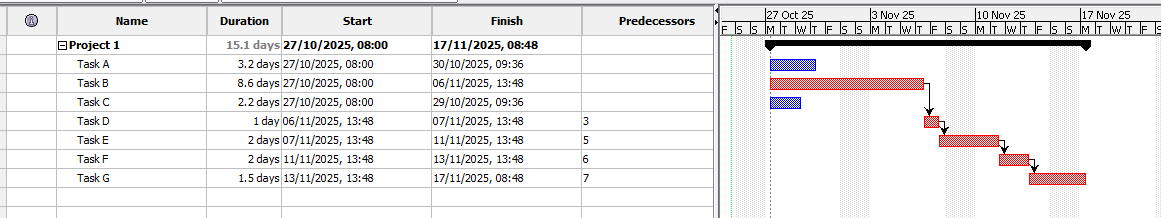 Name Duration Start Finish Predecessors
27 Oct 25 3 Nov 25 10 Nov 25 17 Nov 25
F S S M T W T F S S M T W T F S S M T W T F S S M T W T F
Project 1 15.1 days 27/10/2025, 08:00 17/11/2025, 08:48
Task A 3.2 days 27/10/2025, 08:00 30/10/2025, 09:36
Task B 8.6 days 27/10/2025, 08:00 06/11/2025, 13:48
Task C 2.2 days 27/10/2025, 08:00 29/10/2025, 09:36
Task D 1 day 06/11/2025, 13:48 07/11/2025, 13:48 3
Task E 2 days 07/11/2025, 13:48 11/11/2025, 13:48 5
Task F 2 days 11/11/2025, 13:48 13/11/2025, 13:48 6
Task G 1.5 days 13/11/2025, 13:48 17/11/2025, 08:48 7